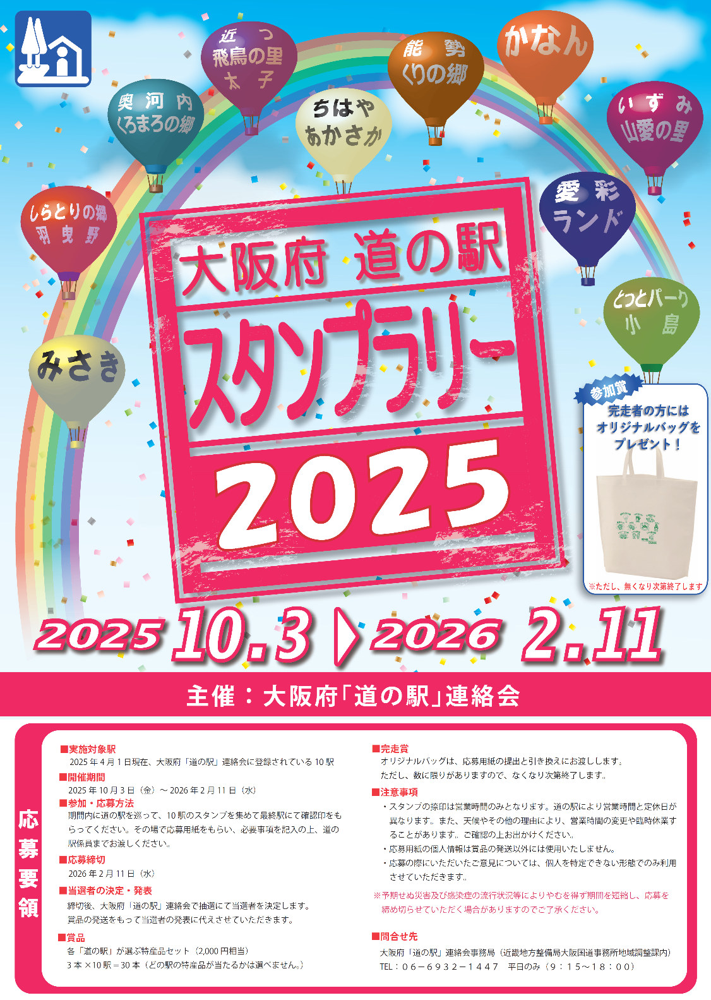 近つ
飛鳥の里
太子
能勢
くりの郷
かなん
奥河内
くろまろの郷
ちはや
あかさか
いずみ
山愛の里
しらとりの郷
羽曳野
愛彩
ランド
とっとパーク
小島
みさき
大阪府 道の駅
スタンプラリー
2025
参加賞
完走者の方には
オリジナルバッグを
プレゼント!
OSAKA
※ただし、無くなり次第終了します
2025 10.3 ▶ 2026 2.11
主催:大阪府「道の駅」連絡会
応募要領
■実施対象駅
2025 年 4 月 1 日現在、大阪府「道の駅」連絡会に登録されている 10 駅
■開催期間
2025 年 10 月 3 日(金)~ 2026 年 2 月 11 日(水)
■参加・応募方法
期間内に道の駅を巡って、10 駅のスタンプを集めて最終駅にて確認印をも
らってください。その場で応募用紙をもらい、必要事項を記入の上、道の
駅係員までお渡しください。
■応募締切
2026 年 2 月 11 日(水)
■当選者の決定・発表
締切後、大阪府「道の駅」連絡会で抽選にて当選者を決定します。
賞品の発送をもって当選者の発表に代えさせていただきます。
■賞品
各「道の駅」が選ぶ特産品セット(2,000 円相当)
3 本 ×10 駅 = 30 本(どの駅の特産品が当たるかは選べません。)
■完走賞
オリジナルバッグは、応募用紙の提出と引き換えにお渡しします。
ただし、数に限りがありますので、なくなり次第終了します。
■注意事項
・スタンプの捺印は営業時間のみとなります。道の駅により営業時間と定休日が
異なります。また、天候やその他の理由により、営業時間の変更や臨時休業す
ることがあります。ご確認の上お出かけください。
・応募用紙の個人情報は賞品の発送以外には使用いたしません。
・応募の際にいただいたご意見については、個人を特定できない形態でのみ利用
させていただきます。
※予期せぬ災害及び感染症の流行状況等によりやむを得ず期間を短縮し、応募を
締め切らせていただく場合がありますのでご了承ください。
■問合せ先
大阪府「道の駅」連絡会事務局(近畿地方整備局大阪国道事務所地域調整課内)
TEL:06-6932-1447 平日のみ(9:15~18:00)